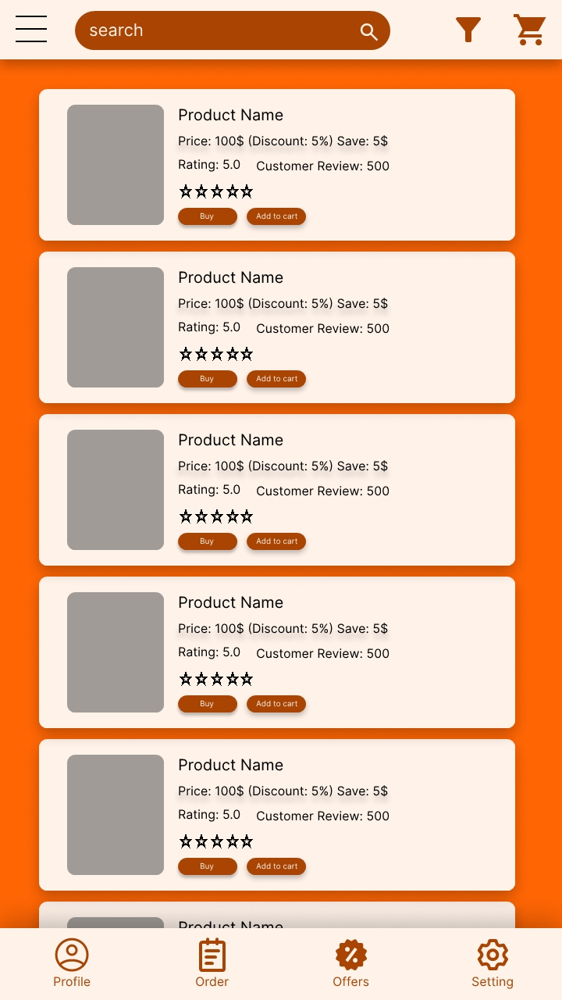 search
Product Name
Price: 100$ (Discount: 5%) Save: 5$
Rating: 5.0 Customer Review: 500
Buy Add to cart
Product Name
Price: 100$ (Discount: 5%) Save: 5$
Rating: 5.0 Customer Review: 500
Buy Add to cart
Product Name
Price: 100$ (Discount: 5%) Save: 5$
Rating: 5.0 Customer Review: 500
Buy Add to cart
Product Name
Price: 100$ (Discount: 5%) Save: 5$
Rating: 5.0 Customer Review: 500
Buy Add to cart
Product Name
Price: 100$ (Discount: 5%) Save: 5$
Rating: 5.0 Customer Review: 500
Buy Add to cart
Product Name
Profile Order Offers Setting